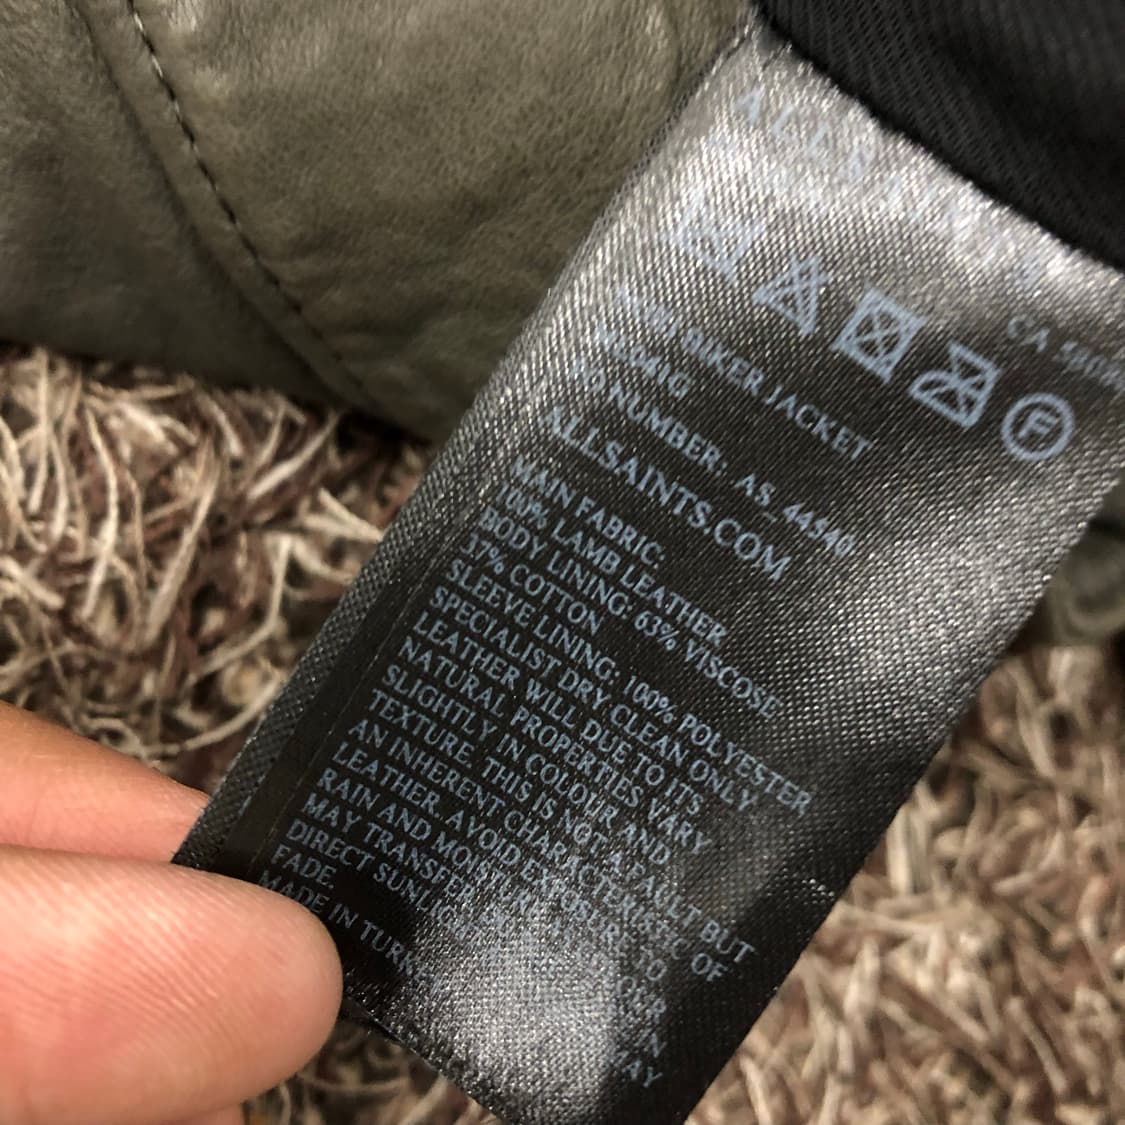 CA
F
BIKER JACKET
NUMBER: AS_44540
ALLSAINTS.COM
MAIN FABRIC:
100% LAMB LEATHER
BODY LINING: 63% VISCOSE
37% COTTON
SLEEVE LINING: 100% POLYESTER
SPECIALIST DRY CLEAN ONLY
LEATHER WILL DUE TO ITS
NATURAL PROPERTIES VARY
SLIGHTLY IN COLOUR AND
TEXTURE. THIS IS NOT A FAULT BUT
AN INHERENT CHARACTERISTIC OF
LEATHER. AVOID EXPOSURE TO
RAIN AND MOISTURE
MAY TRANSFER
DIRECT SUNLIGHT
FADE.
MADE IN TURK